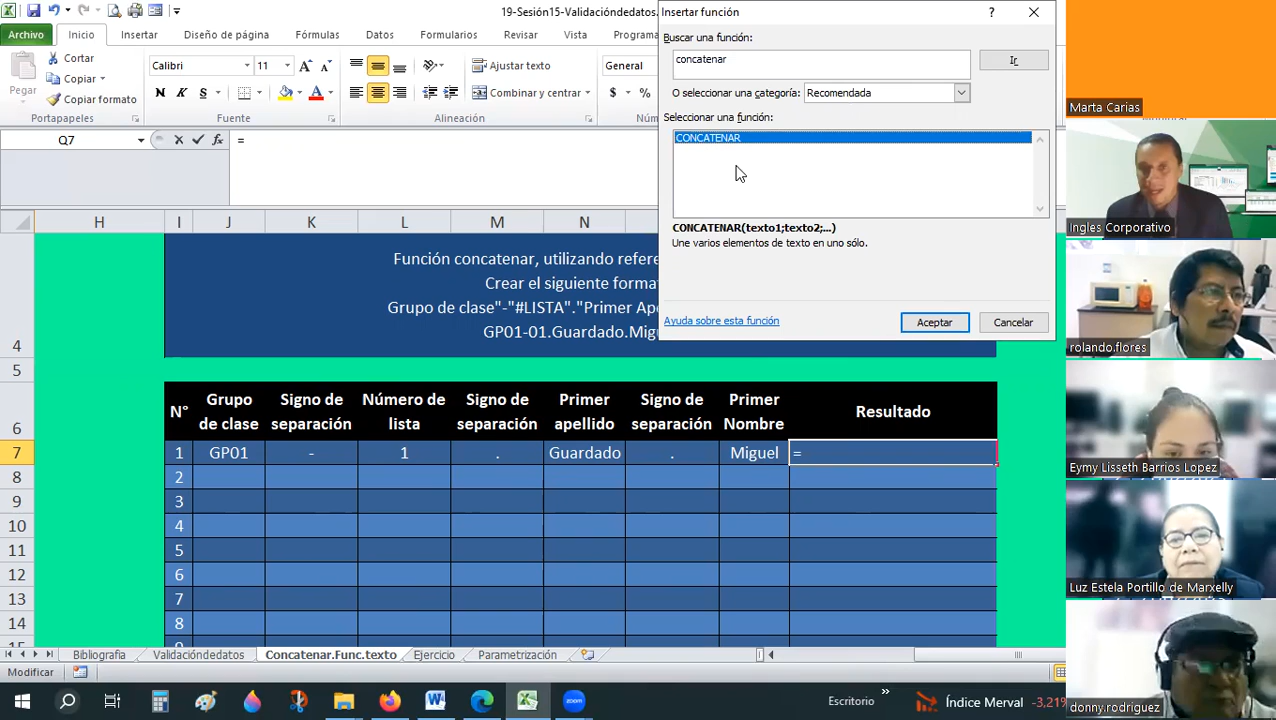 19-Sesión15-Validacióndedatos.
Insertar función
?
Archivo
Inicio
Insertar
Diseño de página
Fórmulas
Datos
Formularios
Revisar
Vista
Programa
Buscar una función:
concatenar
Ir
O seleccionar una categoría:
Recomendada
Seleccionar una función:
CONCATENAR
CONCATENAR(texto1;texto2;...)
Une varios elementos de texto en uno sólo.
Ayuda sobre esta función
Aceptar
Cancelar
Pegar
Cortar
Copiar
Copiar formato
Portapapeles
Calibri
11
N
K
S
Fuente
Ajustar texto
Combinar y centrar
Alineación
General
$
%
Q7
fx
=
H
I
J
K
L
M
N
4
5
6
7
8
9
10
11
12
13
14
15
Función concatenar, utilizando refere
Crear el siguiente forma
Grupo de clase"-"#LISTA"."Primer Ape
GP01-01.Guardado.Mig
N°
Grupo de clase
Signo de separación
Número de lista
Signo de separación
Primer apellido
Signo de separación
Primer Nombre
Resultado
1
GP01
-
1
.
Guardado
.
Miguel
=
2
3
4
5
6
7
8
Bibliografia
Validacióndedatos
Concatenar.Func.texto
Ejercicio
Parametrización
Modificar
Escritorio
»
Índice Merval
-3,219
Marta Carias
Ingles Corporativo
rolando.flores
Eymy Lisseth Barrios Lopez
Luz Estela Portillo de Marxelly
donny.rodriguez